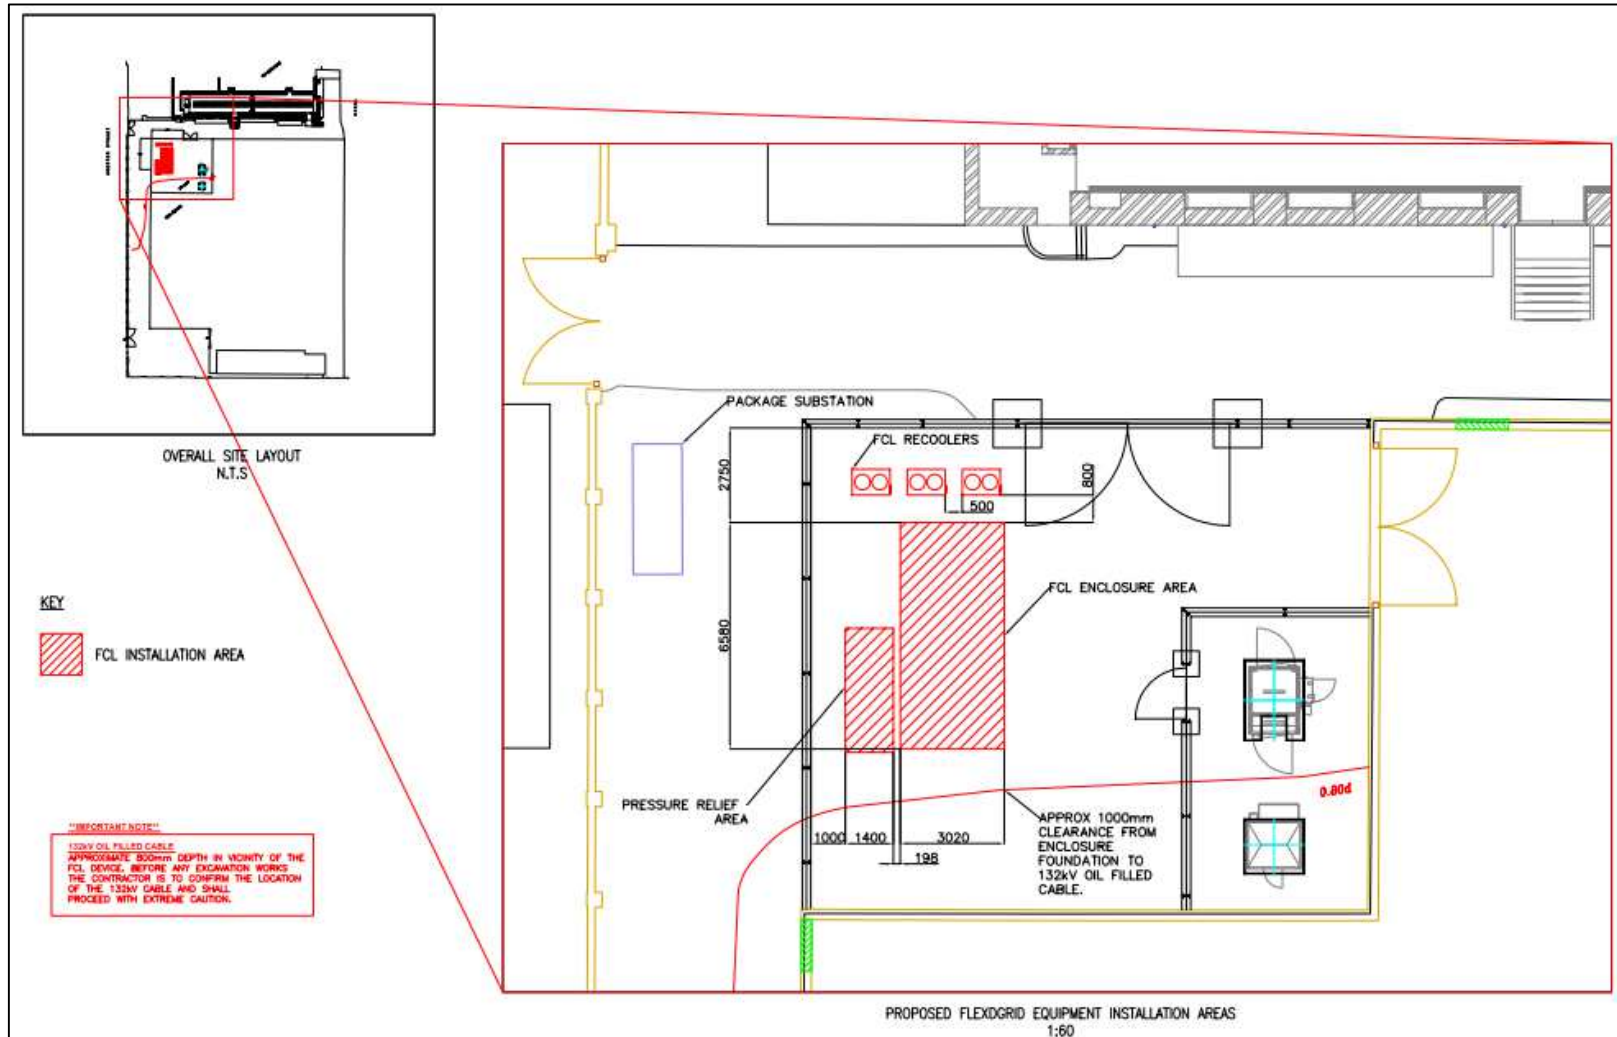 OVERALL SITE LAYOUT
N.T.S
KEY
FCL INSTALLATION AREA
**IMPORTANT NOTE**
132kV OIL FILLED CABLE
APPROXIMATE 800mm DEPTH IN VICINITY OF THE
FCL DEVICE. BEFORE ANY EXCAVATION WORKS
THE CONTRACTOR IS TO CONFIRM THE LOCATION
OF THE 132kV CABLE AND SHALL
PROCEED WITH EXTREME CAUTION.
PACKAGE SUBSTATION
FCL RECOOLERS
2750
800
500
FCL ENCLOSURE AREA
6580
0.80d
PRESSURE RELIEF
AREA
1000
1400
3020
198
APPROX 1000mm
CLEARANCE FROM
ENCLOSURE
FOUNDATION TO
132kV OIL FILLED
CABLE.
PROPOSED FLEXDGRID EQUIPMENT INSTALLATION AREAS
1:60